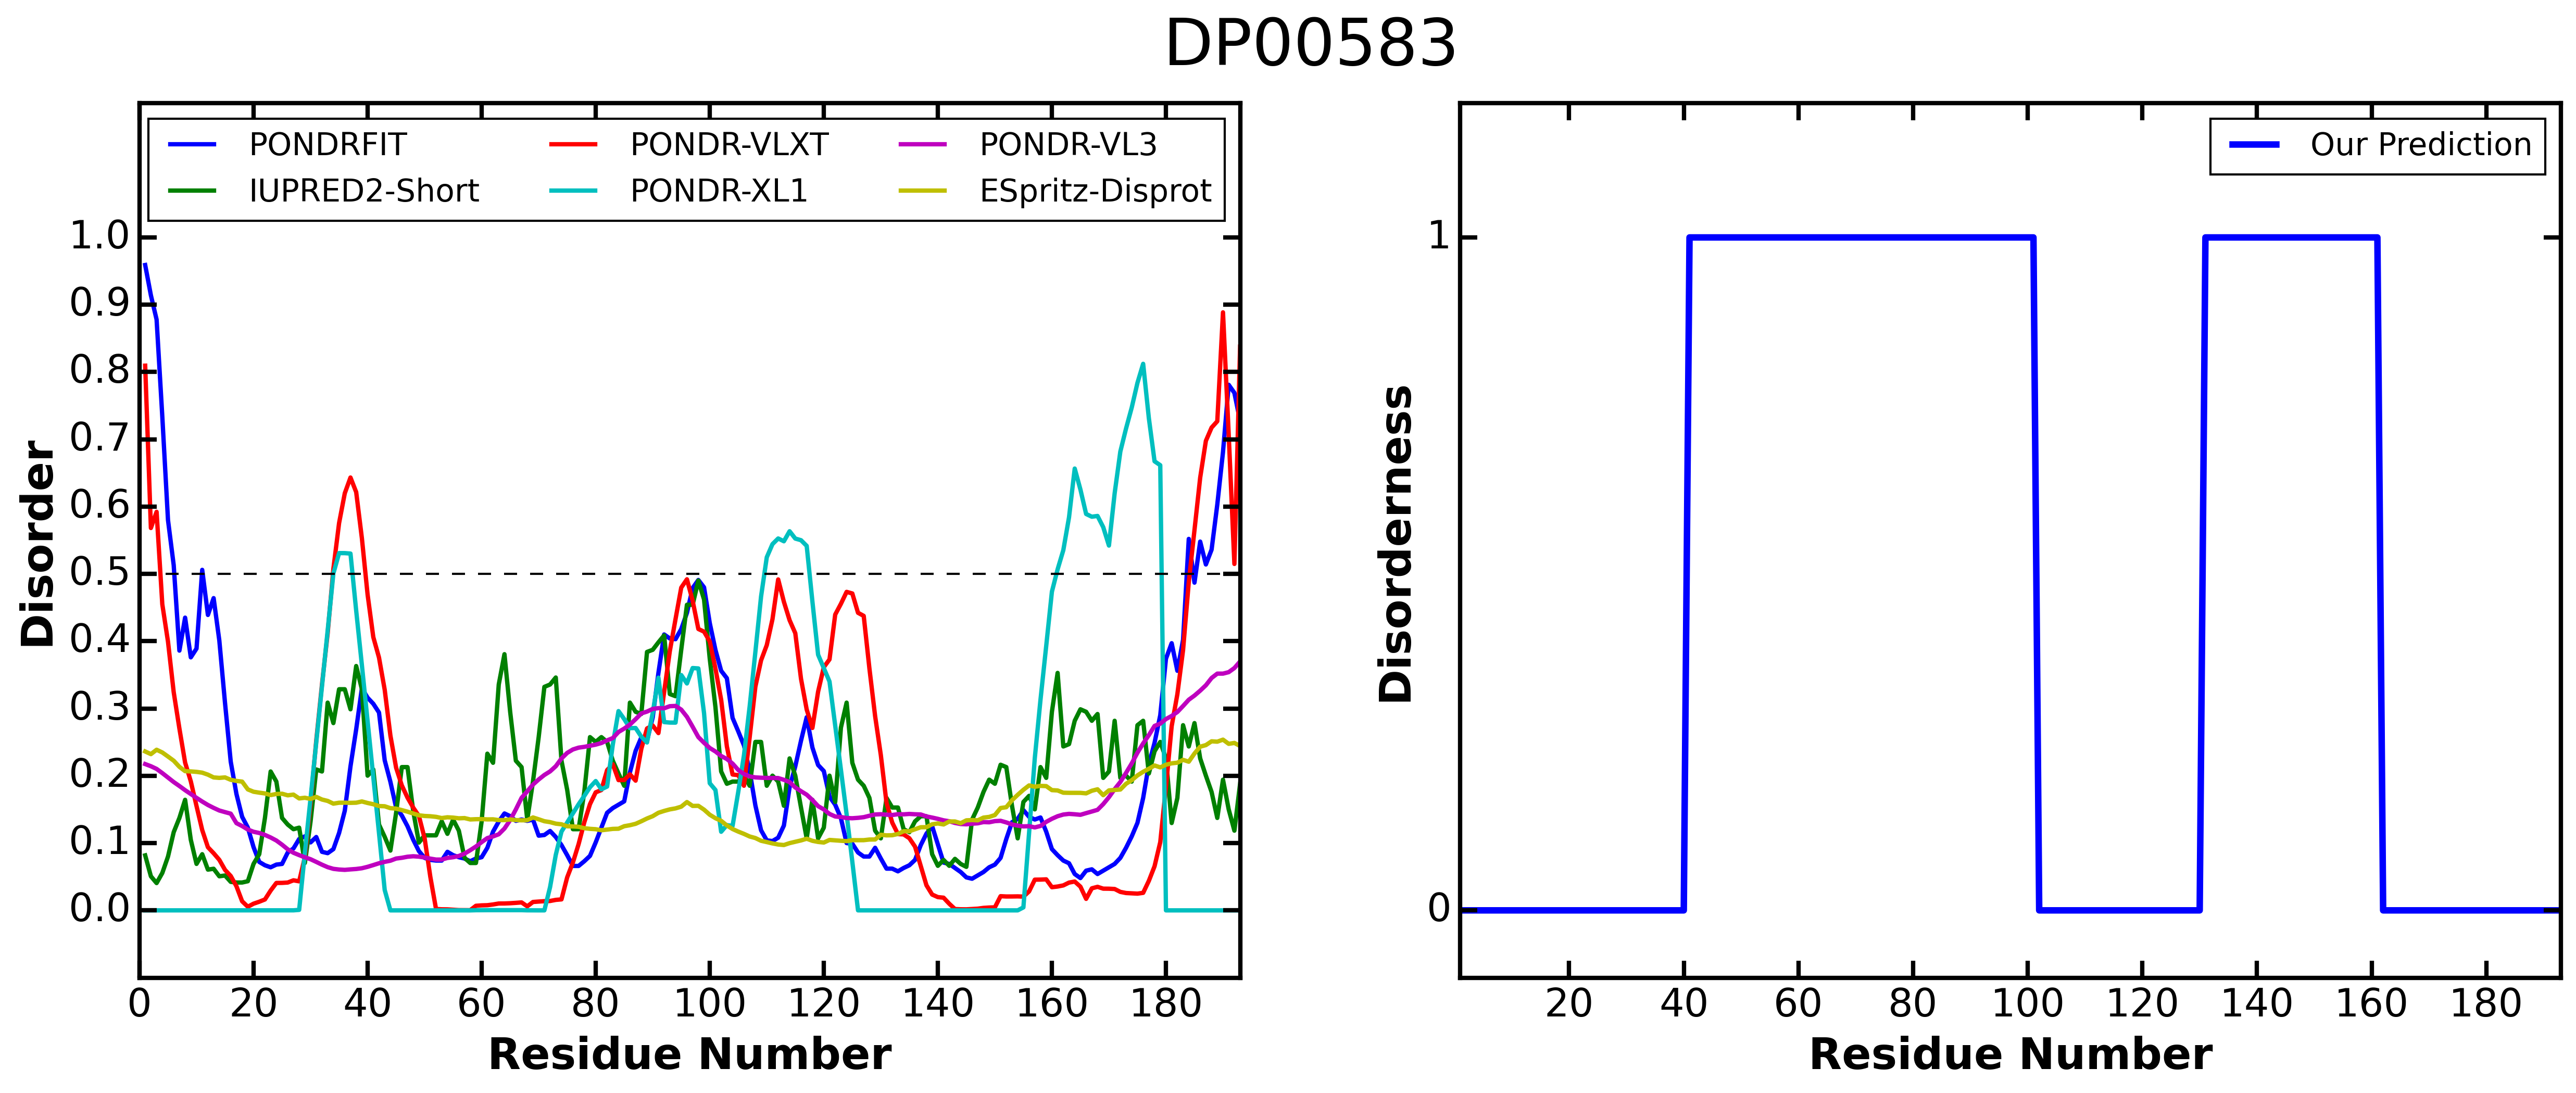 DP00583
PONDRFIT
IUPRED2-Short
PONDR-VLXT
PONDR-XL1
PONDR-VL3
ESpritz-Disprot
1.0
0.9
0.8
0.7
0.6
0.5
0.4
0.3
0.2
0.1
0.0
Disorder
0 20 40 60 80 100 120 140 160 180
Residue Number
Our Prediction
1
0
Disorderness
20 40 60 80 100 120 140 160 180
Residue Number